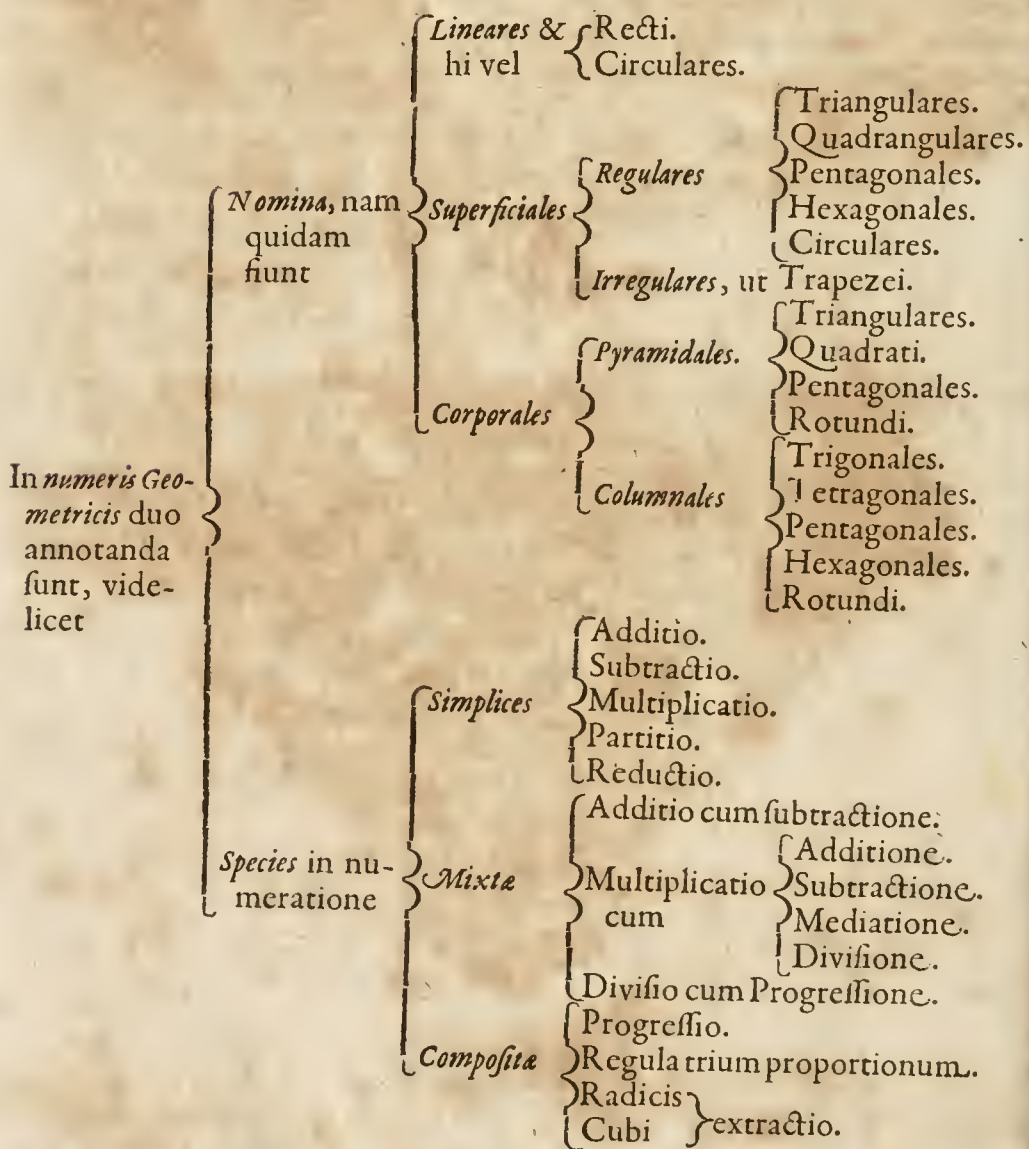 Lineares &
hi vel
Recti.
Circulares.
Nomina, nam
quidam
fiunt
Superficiales
Regulares
Triangulares.
Quadrangulares.
Pentagonales.
Hexagonales.
Circulares.
Irregulares, ut Trapezei.
Corporales
Pyramidales.
Triangulares.
Quadrati.
Pentagonales.
Rotundi.
Columnales
Trigonales.
Tetragonales.
Pentagonales.
Hexagonales.
Rotundi.
In numeris Geo-
metricis duo
annotanda
ſunt, vide-
licet
Species in nu-
meratione
Simplices
Additio.
Subtractio.
Multiplicatio.
Partitio.
Reductio.
Mixtæ
Additio cum ſubtractione.
Multiplicatio
cum
Additione.
Subtractione.
Mediatione.
Diviſione.
Diviſio cum Progreſſione.
Compoſitæ
Progreſſio.
Regula trium proportionum.
Radicis
Cubi
extractio.